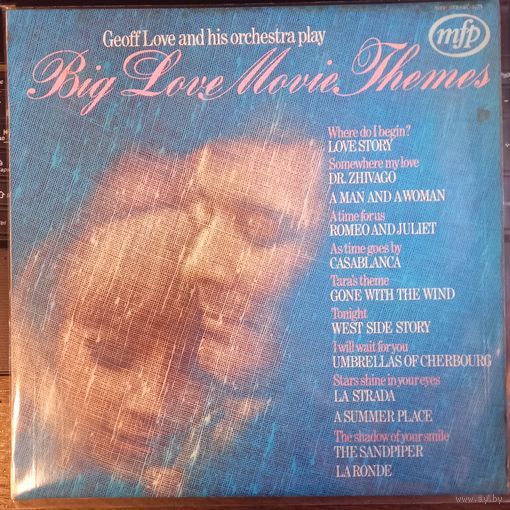 Geoff Love and his orchestra play
mfp
Big Love Movie Themes
Where do I begin?
LOVE STORY
Somewhere my love
DR. ZHIVAGO
A MAN AND A WOMAN
A time for us
ROMEO AND JULIET
As time goes by
CASABLANCA
Tara's theme
GONE WITH THE WIND
Tonight
WEST SIDE STORY
I will wait for you
UMBRELLAS OF CHERBOURG
Stars shine in your eyes
LA STRADA
A SUMMER PLACE
The shadow of your smile
THE SANDPIPER
LA RONDE
www.ay.by